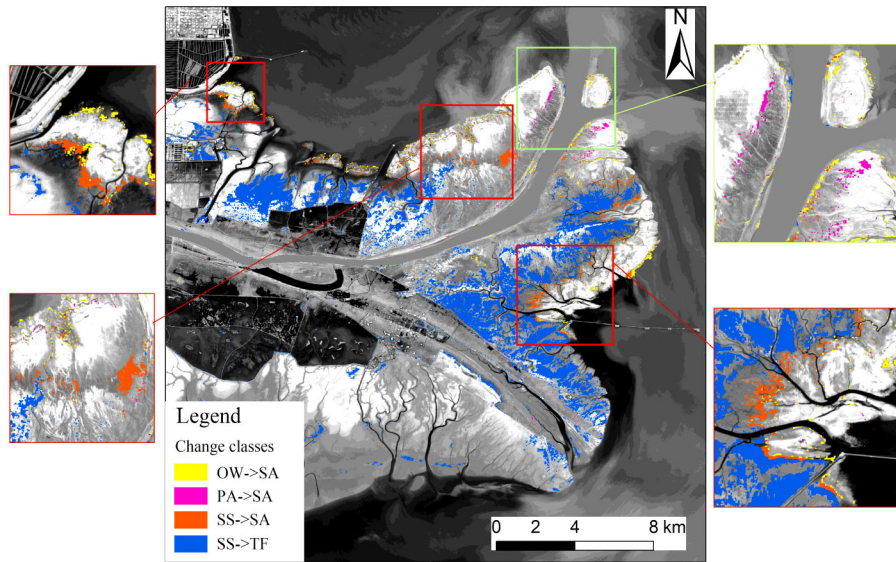 N
Legend
Change classes
OW->SA
PA->SA
SS->SA
SS->TF
0 2 4 8 km